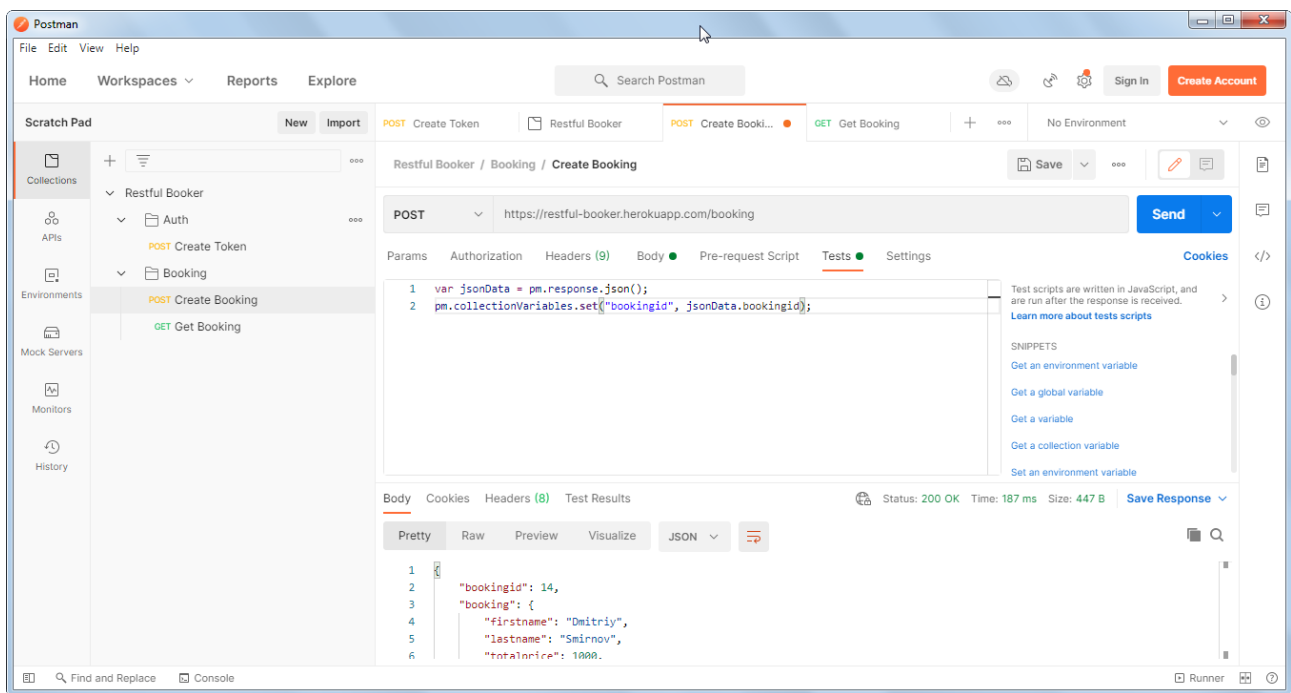 Postman
File Edit View Help
Home Workspaces Reports Explore Search Postman Sign In Create Account
Scratch Pad New Import POST Create Token Restful Booker POST Create Booki... GET Get Booking No Environment
Collections
APIs
Environments
Mock Servers
Monitors
History
Restful Booker
Auth
POST Create Token
Booking
POST Create Booking
GET Get Booking
Restful Booker / Booking / Create Booking Save
POST https://restful-booker.herokuapp.com/booking Send
Params Authorization Headers (9) Body Pre-request Script Tests Settings Cookies
1 var jsonData = pm.response.json();
2 pm.collectionVariables.set("bookingid", jsonData.bookingid);
Test scripts are written in JavaScript, and
are run after the response is received.
Learn more about tests scripts
SNIPPETS
Get an environment variable
Get a global variable
Get a variable
Get a collection variable
Set an environment variable
Body Cookies Headers (8) Test Results Status: 200 OK Time: 187 ms Size: 447 B Save Response
Pretty Raw Preview Visualize JSON
1 {
2 "bookingid": 14,
3 "booking": {
4 "firstname": "Dmitriy",
5 "lastname": "Smirnov",
6 "totalprice": 1000,
Find and Replace Console Runner